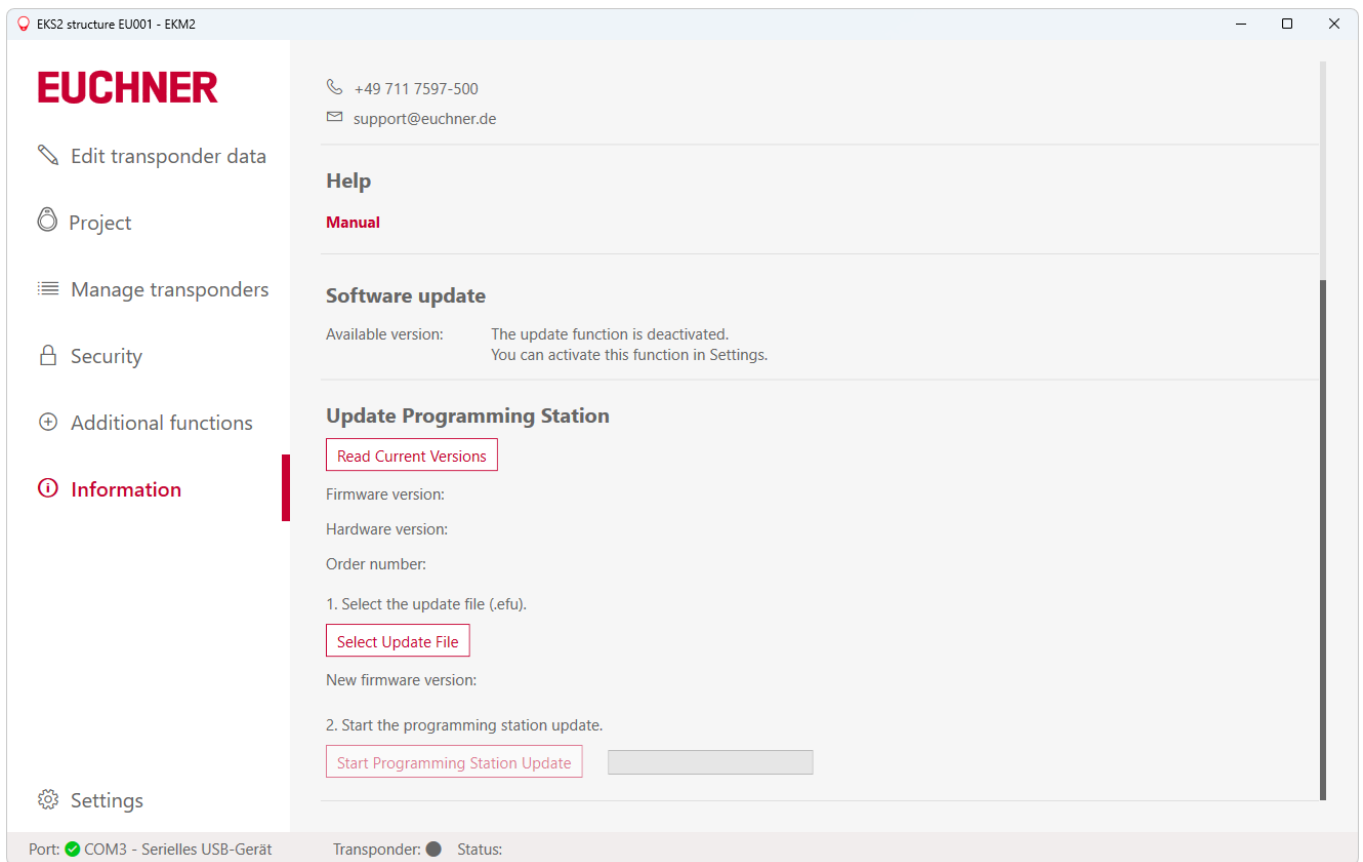 EKS2 structure EU001 - EKM2
EUCHNER
Edit transponder data
Project
Manage transponders
Security
Additional functions
Information
Settings
+49 711 7597-500
support@euchner.de
Help
Manual
Software update
Available version: The update function is deactivated.
You can activate this function in Settings.
Update Programming Station
Read Current Versions
Firmware version:
Hardware version:
Order number:
1. Select the update file (.efu).
Select Update File
New firmware version:
2. Start the programming station update.
Start Programming Station Update
Port: COM3 - Serielles USB-Gerät Transponder: Status: